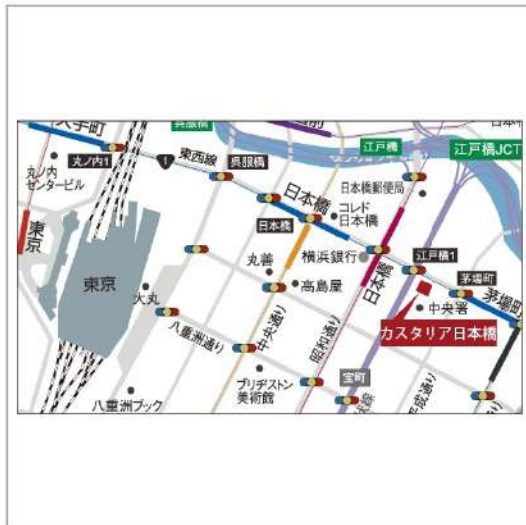 大手町
呉服橋
江戸橋
江戸橋JCT
丸ノ内1
1
東西線
呉服橋
丸ノ内
センタービル
日本橋
日本橋郵便局
コレド
日本橋
日本橋
東京
横浜銀行
江戸橋1
丸善
日本橋
茅場町
東京
大丸
高島屋
中央署
茅場町
カスタリア日本橋
八重洲通り
中央通り
昭和通り
ブリヂストン
美術館
宝町
平成通り
八重洲ブック